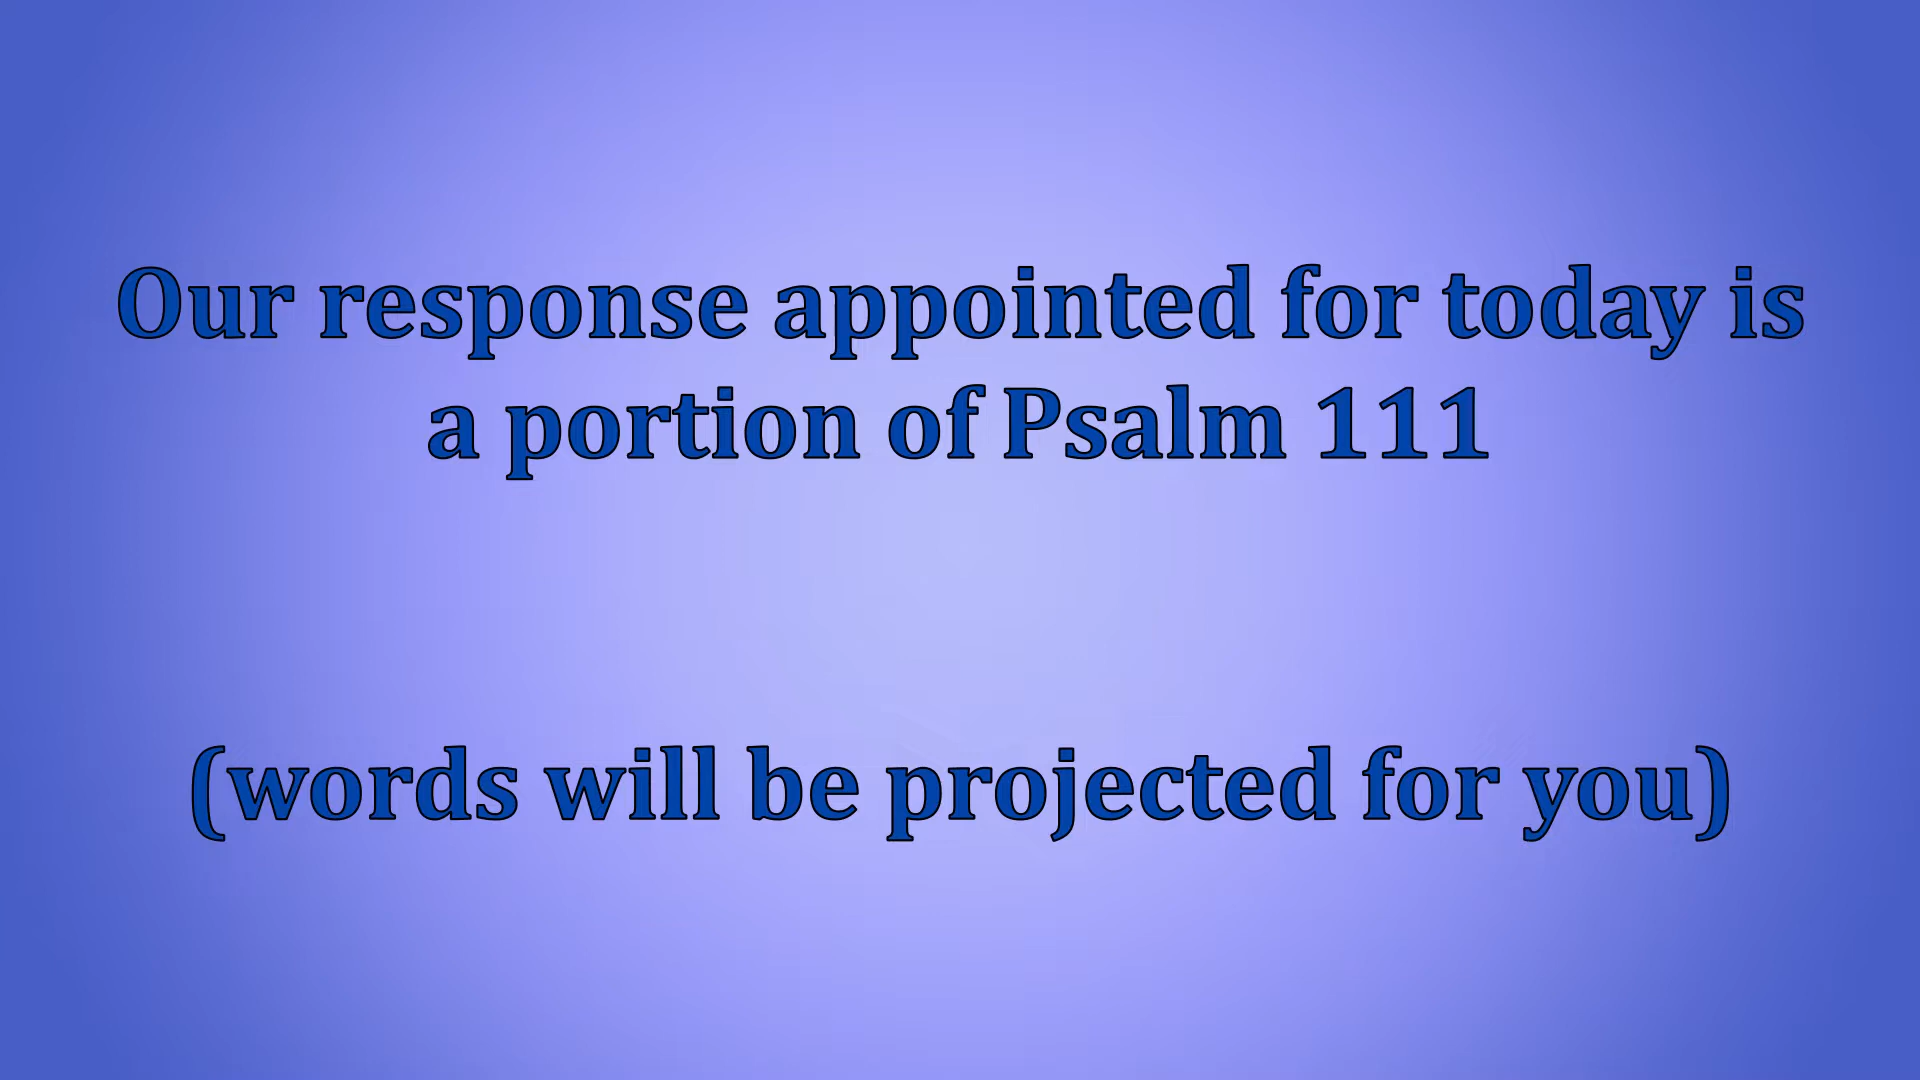 Our response appointed for today is
a portion of Psalm 111
(words will be projected for you)